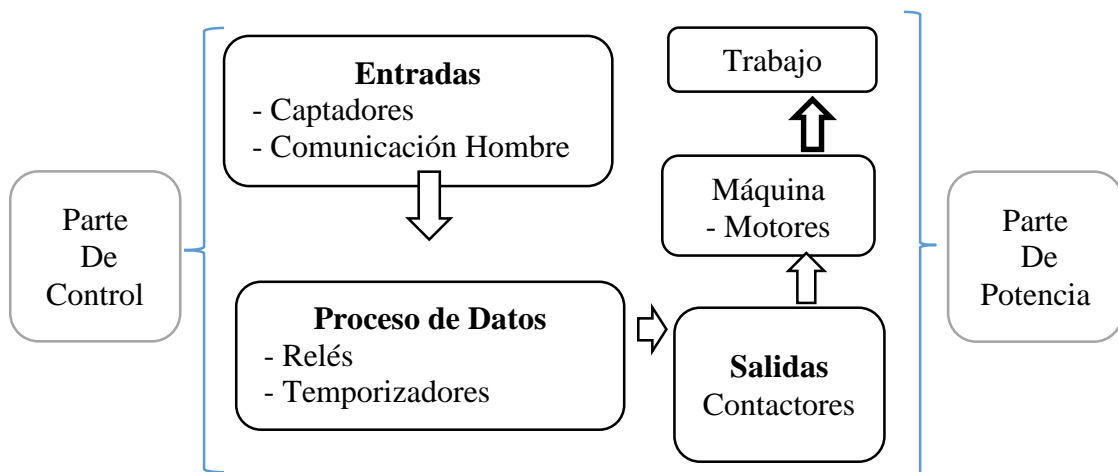 Parte
De
Control
Entradas
- Captadores
- Comunicación Hombre
Proceso de Datos
- Relés
- Temporizadores
Trabajo
Máquina
- Motores
Salidas
Contactores
Parte
De
Potencia